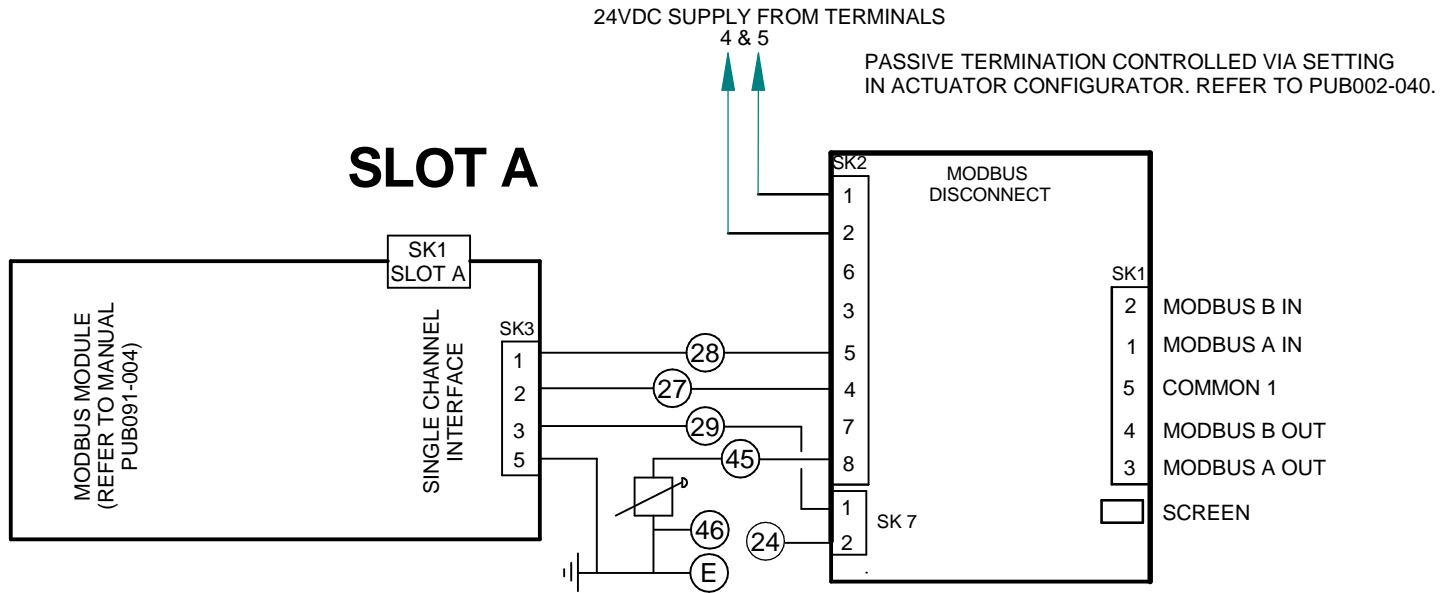 24VDC SUPPLY FROM TERMINALS
4 & 5
PASSIVE TERMINATION CONTROLLED VIA SETTING
IN ACTUATOR CONFIGURATOR. REFER TO PUB002-040.
SLOT A
SK1
SLOT A
MODBUS MODULE
(REFER TO MANUAL
PUB091-004)
SINGLE CHANNEL
INTERFACE
SK3
1
2
3
5
28
27
29
45
46
E
24
SK2
1
2
6
3
5
4
7
8
1
2
SK 7
MODBUS
DISCONNECT
SK1
2 MODBUS B IN
1 MODBUS A IN
5 COMMON 1
4 MODBUS B OUT
3 MODBUS A OUT
SCREEN